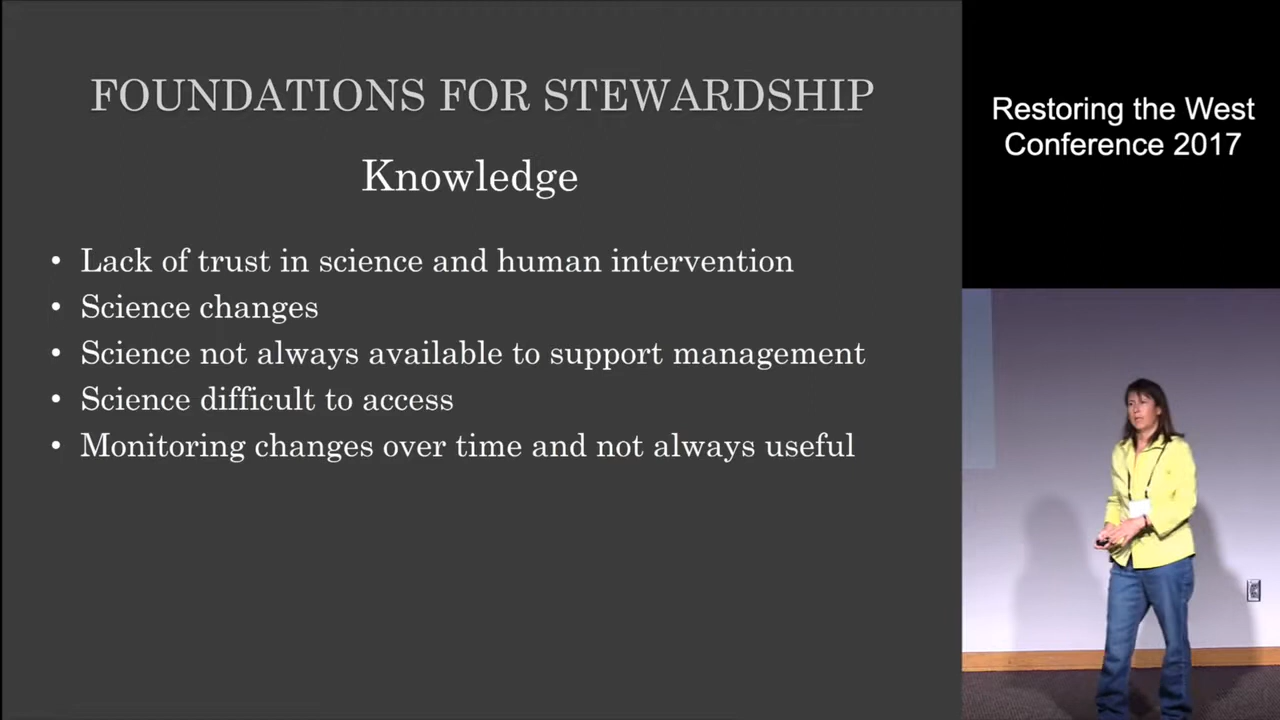 FOUNDATIONS FOR STEWARDSHIP
Knowledge
• Lack of trust in science and human intervention
• Science changes
• Science not always available to support management
• Science difficult to access
• Monitoring changes over time and not always useful
Restoring the West
Conference 2017